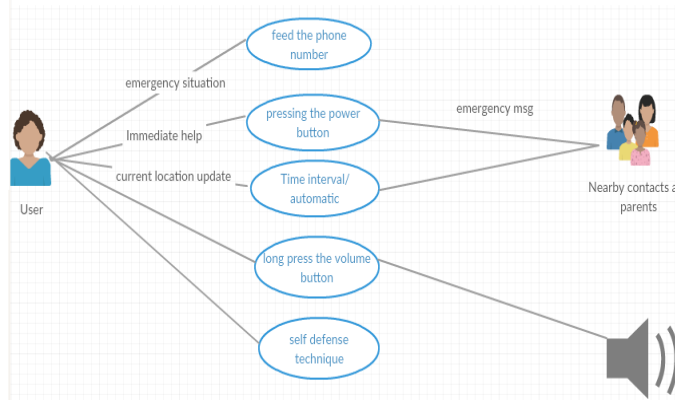 feed the phone
number
emergency situation
pressing the power
button
emergency msg
Immediate help
current location update
Time interval/
automatic
User
Nearby contacts a
parents
long press the volume
button
self defense
technique